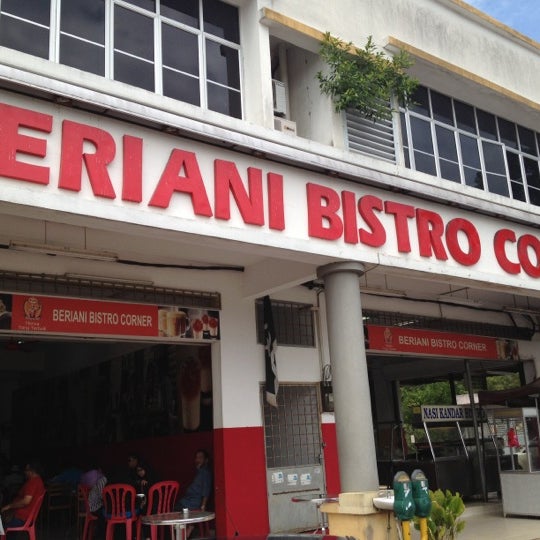 ERIANI BISTRO CO
BERIANI BISTRO CORNER
BERIANI BISTRO CORNER
NASI KANDAR